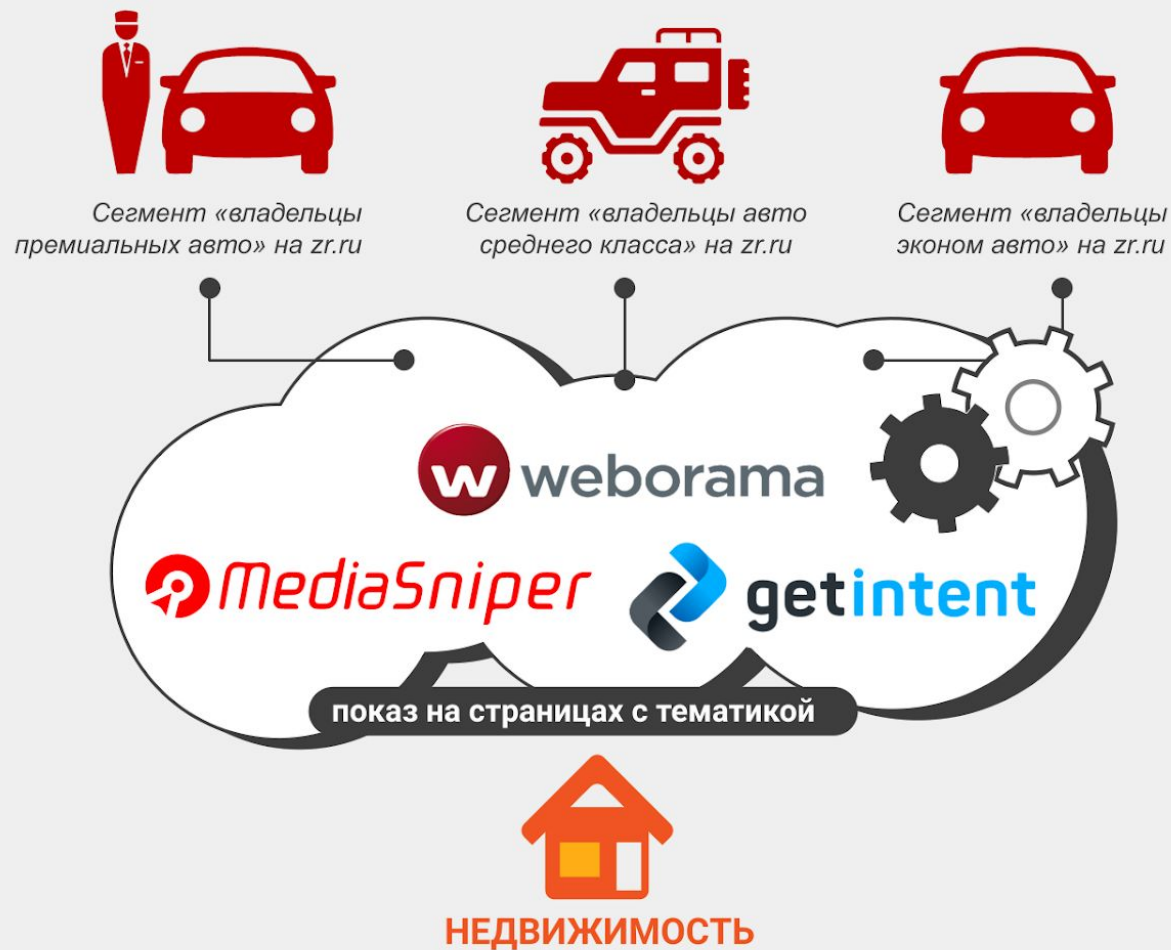 Сегмент «владельцы
премиальных авто» на zr.ru
Сегмент «владельцы авто
среднего класса» на zr.ru
Сегмент «владельцы
эконом авто» на zr.ru
w weborama
MediaSniper
getintent
показ на страницах с тематикой
НЕДВИЖИМОСТЬ